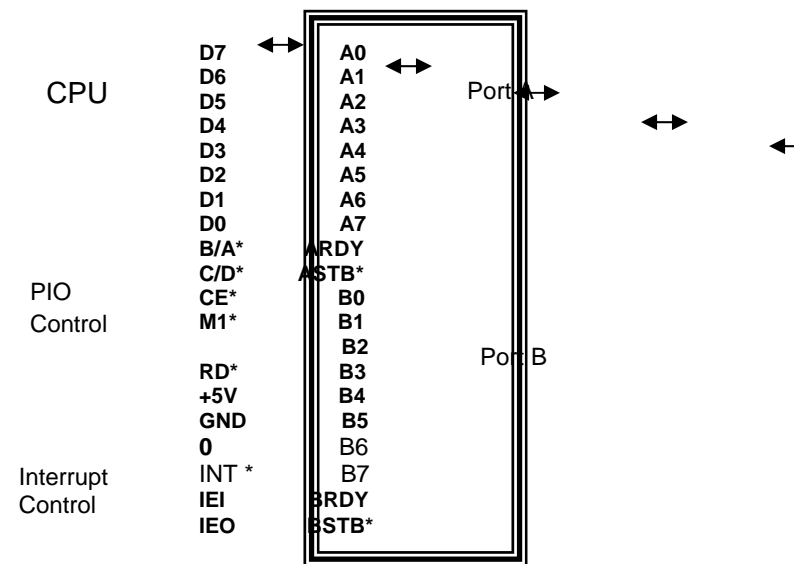 D7 A0
D6 A1
CPU Port A
D5 A2
D4 A3
D3 A4
D2 A5
D1 A6
D0 A7
B/A* ARDY
C/D* ASTB*
PIO
CE* B0
Control
M1* B1
B2
Port B
RD* B3
+5V B4
GND B5
0 B6
Interrupt
INT * B7
Control
IEI BRDY
IEO BSTB*